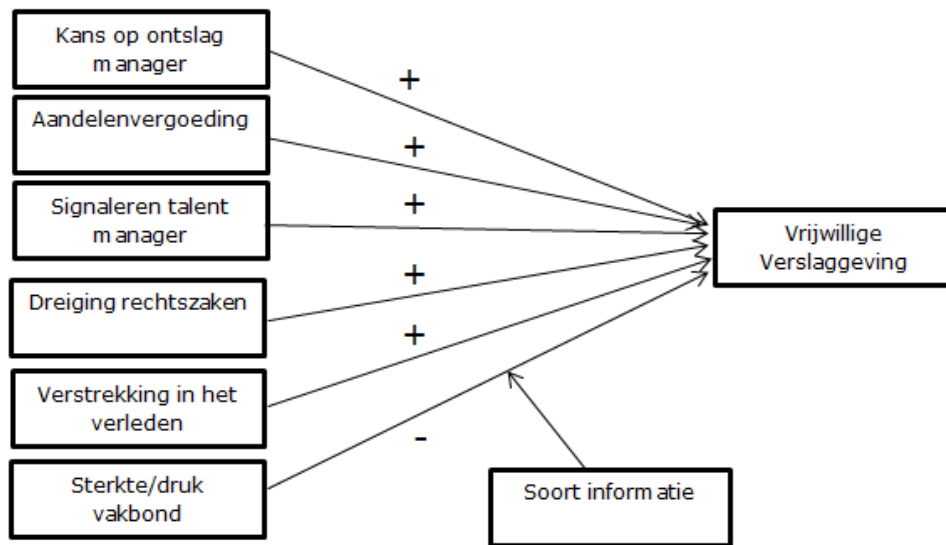 Kans op ontslag
manager
+
Aandelenvergoeding
+
Signaleren talent
manager
+
Vrijwillige
Verslaggeving
Dreiging rechtszaken
+
+
Verstrekking in het
verleden
-
Sterkte/druk
vakbond
Soort informatie